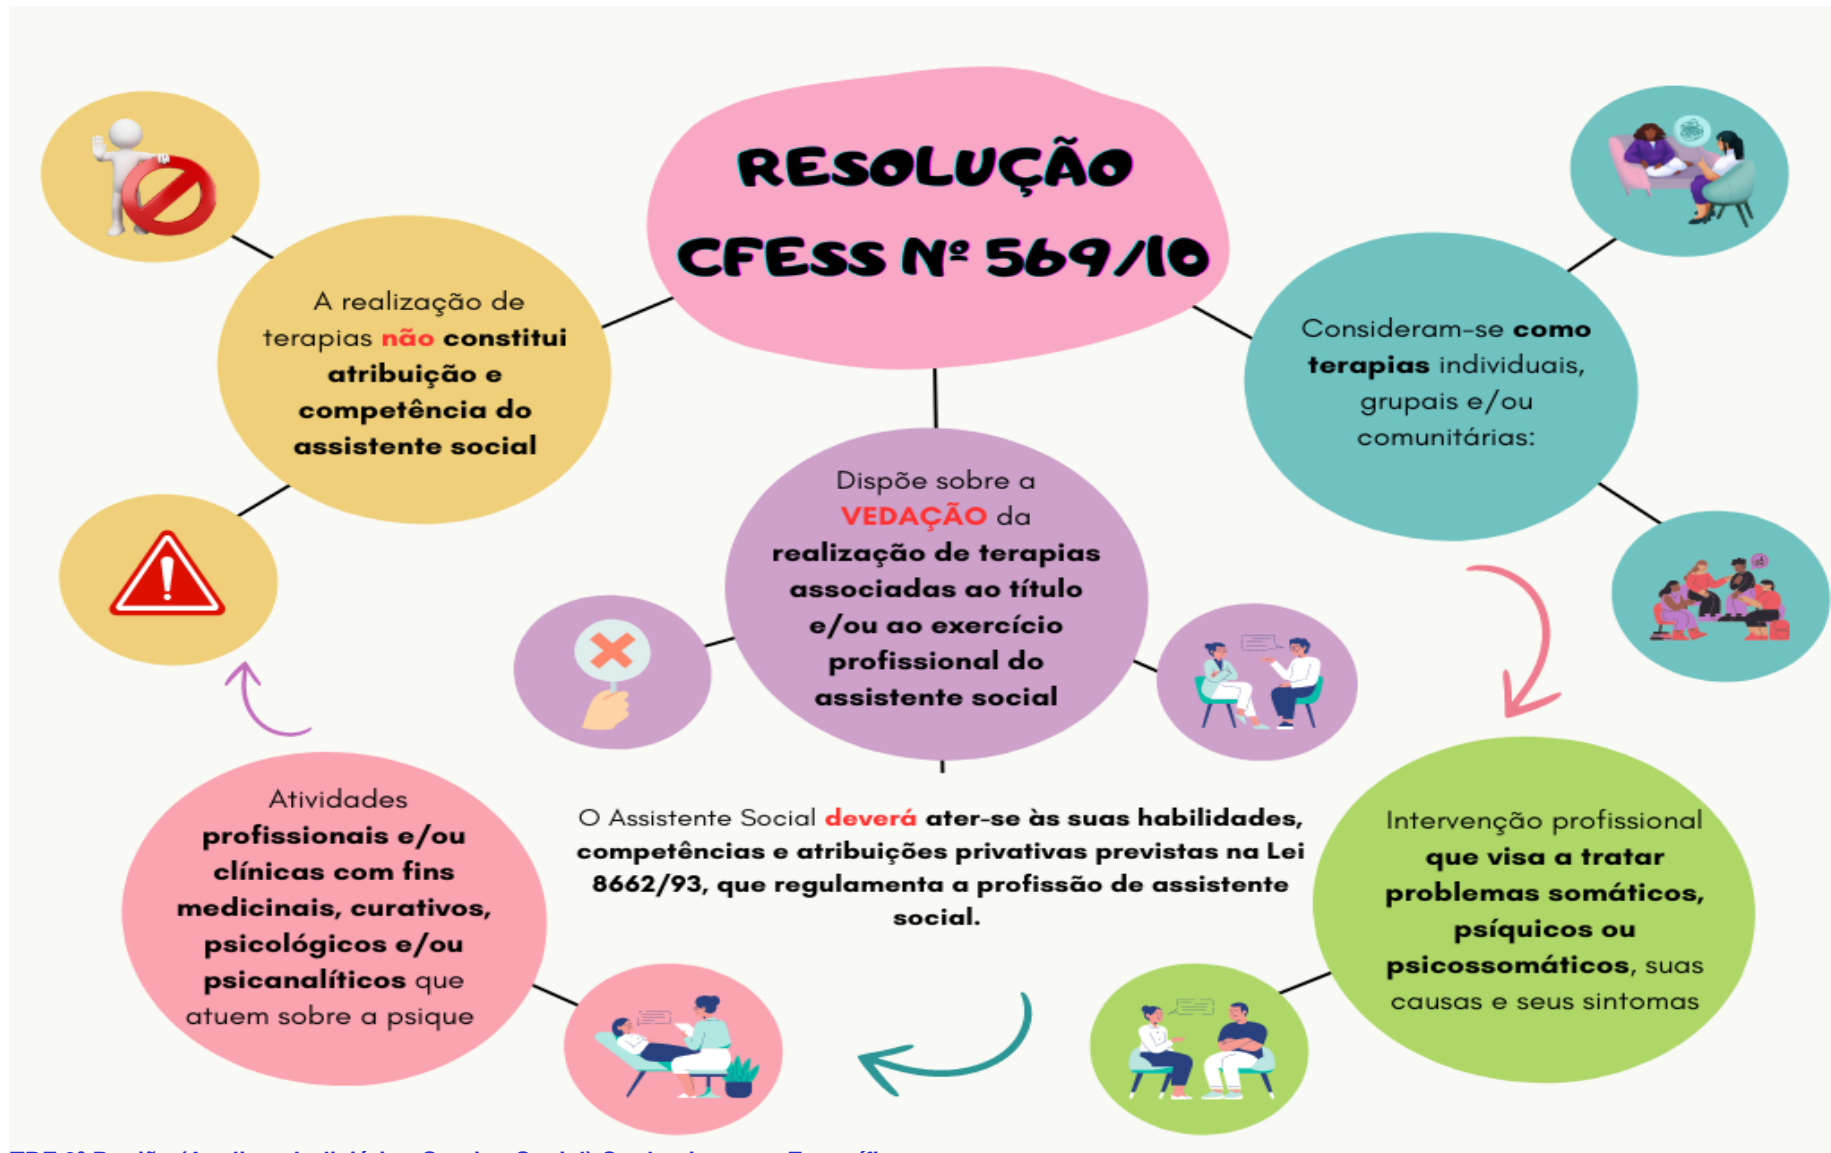 RESOLUÇÃO
CFESS Nº 569/10
A realização de
terapias não constitui
atribuição e
competência do
assistente social
Dispõe sobre a
VEDAÇÃO da
realização de terapias
associadas ao título
e/ou ao exercício
profissional do
assistente social
O Assistente Social deverá ater-se às suas habilidades,
competências e atribuições privativas previstas na Lei
8662/93, que regulamenta a profissão de assistente
social.
Consideram-se como
terapias individuais,
grupais e/ou
comunitárias:
Intervenção profissional
que visa a tratar
problemas somáticos,
psíquicos ou
psicossomáticos, suas
causas e seus sintomas
Atividades
profissionais e/ou
clínicas com fins
medicinais, curativos,
psicológicos e/ou
psicanalíticos que
atuem sobre a psique